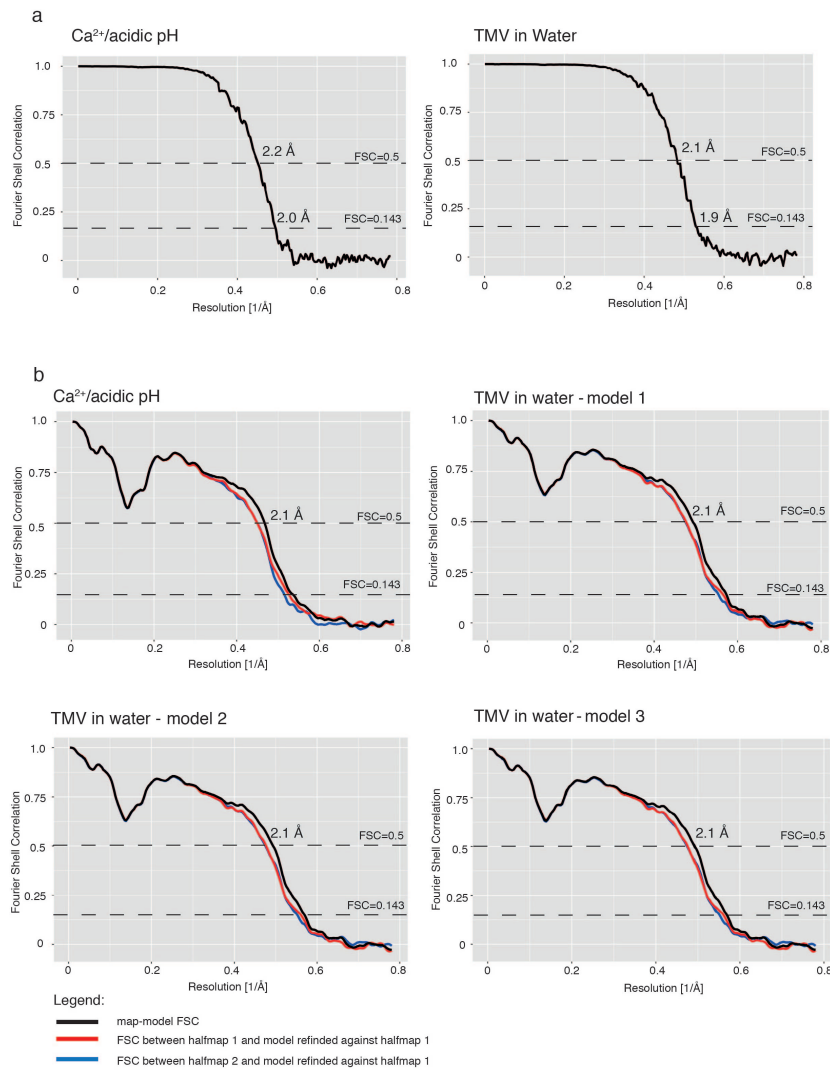 a
Ca²⁺/acidic pH
Fourier Shell Correlation
1.0
0.75
0.5
0.25
0
2.2 Å
2.0 Å
FSC=0.5
FSC=0.143
0
0.2
0.4
0.6
0.8
Resolution [1/Å]
TMV in Water
Fourier Shell Correlation
1.0
0.75
0.5
0.25
0
2.1 Å
1.9 Å
FSC=0.5
FSC=0.143
0
0.2
0.4
0.6
0.8
Resolution [1/Å]
b
Ca²⁺/acidic pH
Fourier Shell Correlation
1.0
0.75
0.5
0.25
0
2.1 Å
FSC=0.5
FSC=0.143
0
0.2
0.4
0.6
0.8
Resolution [1/Å]
TMV in water - model 1
Fourier Shell Correlation
1.0
0.75
0.5
0.25
0
2.1 Å
FSC=0.5
FSC=0.143
0
0.2
0.4
0.6
0.8
Resolution [1/Å]
TMV in water - model 2
Fourier Shell Correlation
1.0
0.75
0.5
0.25
0
2.1 Å
FSC=0.5
FSC=0.143
0
0.2
0.4
0.6
0.8
Resolution [1/Å]
TMV in water - model 3
Fourier Shell Correlation
1.0
0.75
0.5
0.25
0
2.1 Å
FSC=0.5
FSC=0.143
0
0.2
0.4
0.6
0.8
Resolution [1/Å]
Legend:
map-model FSC
FSC between halfmap 1 and model refinded against halfmap 1
FSC between halfmap 2 and model refinded against halfmap 1